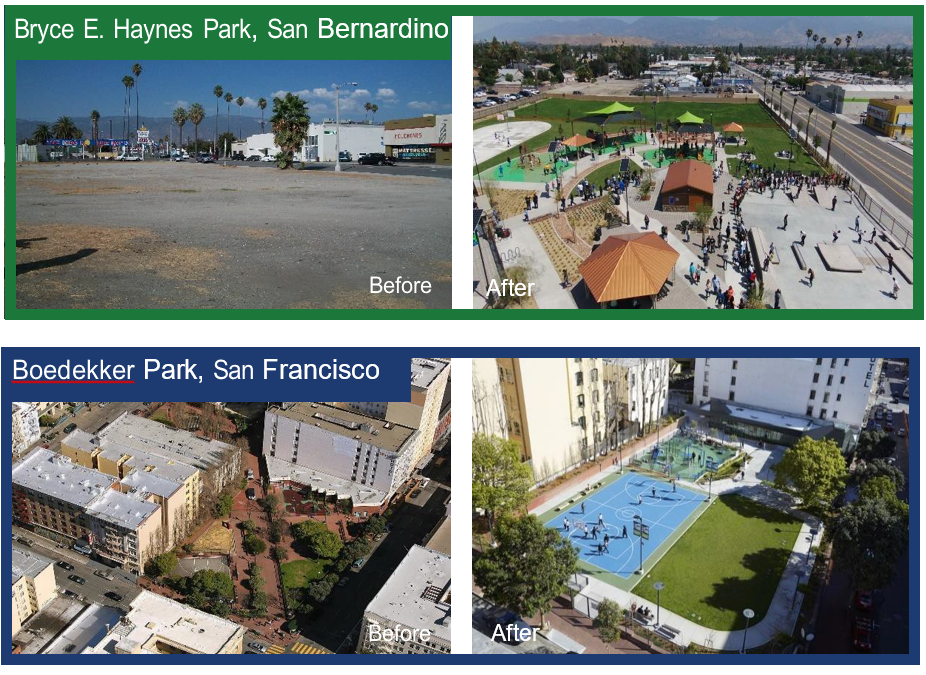 Bryce E. Haynes Park, San Bernardino
Before
After
Boedekker Park, San Francisco
Before
After